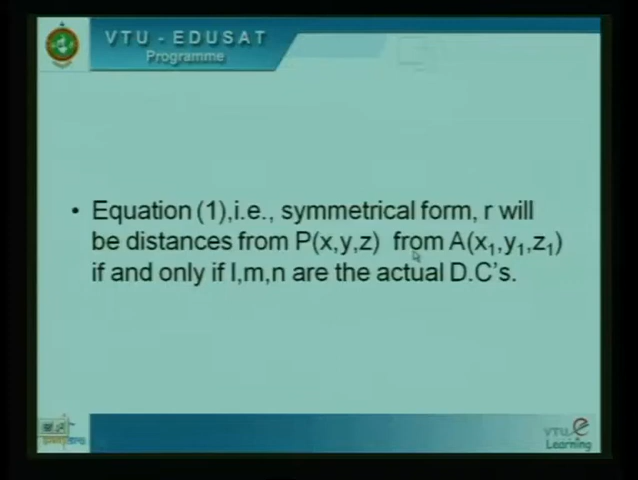 VTU - EDUSAT
Programme
• Equation (1),i.e., symmetrical form, r will
be distances from P(x,y,z) from A(x₁,y₁,z₁)
if and only if l,m,n are the actual D.C's.
VTU e
Learning